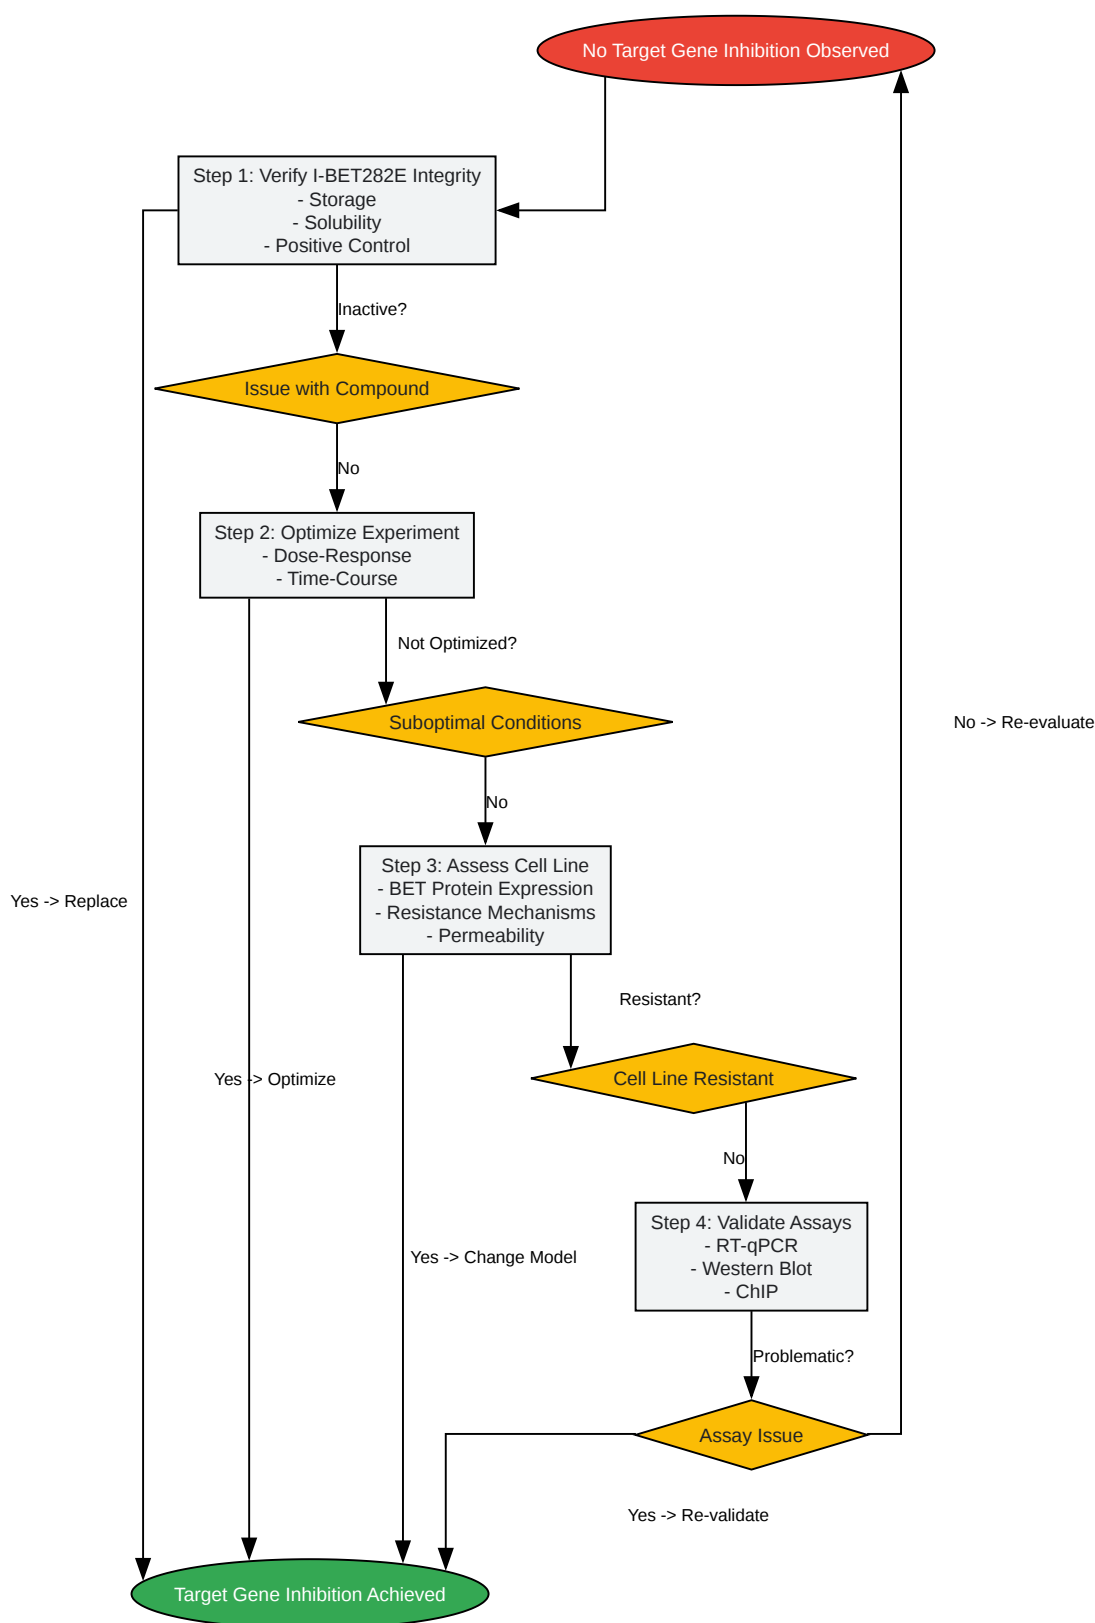 No Target Gene Inhibition Observed
Step 1: Verify I-BET282E Integrity
- Storage
- Solubility
- Positive Control
Inactive?
Issue with Compound
No
Step 2: Optimize Experiment
- Dose-Response
- Time-Course
Not Optimized?
Suboptimal Conditions
No -> Re-evaluate
No
Step 3: Assess Cell Line
- BET Protein Expression
- Resistance Mechanisms
- Permeability
Yes -> Replace
Resistant?
Cell Line Resistant
Yes -> Optimize
No
Step 4: Validate Assays
- RT-qPCR
- Western Blot
- ChIP
Yes -> Change Model
Problematic?
Assay Issue
Yes -> Re-validate
Target Gene Inhibition Achieved